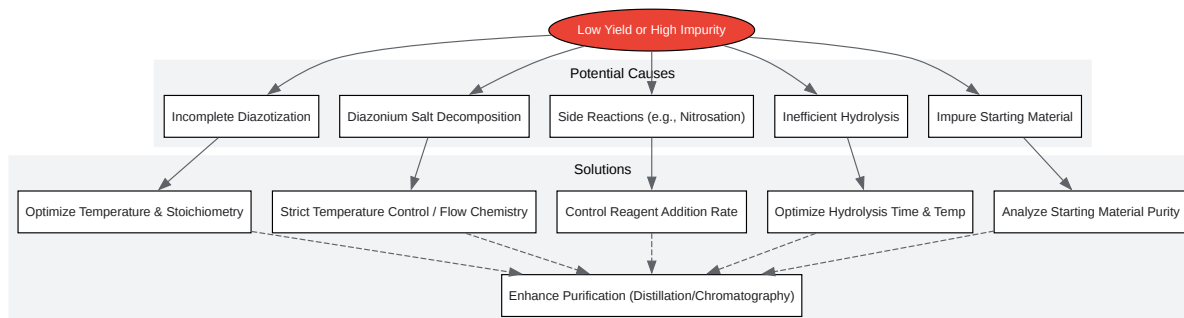 Low Yield or High Impurity
Potential Causes
Incomplete Diazotization
Diazonium Salt Decomposition
Side Reactions (e.g., Nitrosation)
Inefficient Hydrolysis
Impure Starting Material
Solutions
Optimize Temperature & Stoichiometry
Strict Temperature Control / Flow Chemistry
Control Reagent Addition Rate
Optimize Hydrolysis Time & Temp
Analyze Starting Material Purity
Enhance Purification (Distillation/Chromatography)